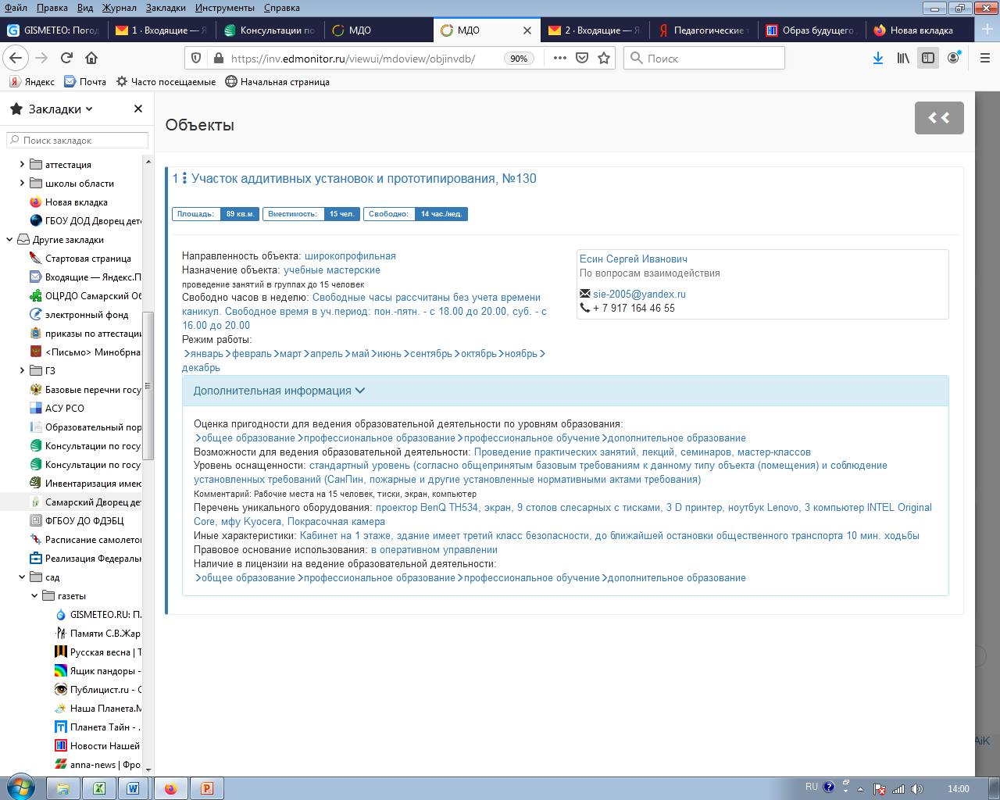 Файл Правка Вид Журнал Закладки Инструменты Справка
GISMETEO: Погод
1 · Входящие — Я
Консультации по
МДО
МДО
2 · Входящие — Я
Педагогические т
Образ будущего
Новая вкладка
https://inv.edmonitor.ru/viewui/mdoview/objinvdb/
90%
Поиск
Яндекс Почта Часто посещаемые Начальная страница
Закладки
Поиск закладок
аттестация
школы области
Новая вкладка
ГБОУ ДОД Дворец дет
Другие закладки
Стартовая страница
Входящие — Яндекс.П
ОЦРДО Самарский Об
электронный фонд
приказы по аттестации
<Письмо> Минобрна
ГЗ
Базовые перечни госу
АСУ РСО
Образовательный пор
Консультации по госу
Консультации по госу
Инвентаризация имею
Самарский Дворец дет
ФГБОУ ДО ФДЭБЦ
Расписание самолетов
Реализация Федеральн
сад
газеты
GISMETEO.RU: П
Памяти С.В.Жар
Русская весна | Т
Ящик пандоры -
Публицист.ru - С
Наша Планета.М
Планета Тайн - .
Новости Нашей
anna-news | Фро
Объекты
1 Участок аддитивных установок и прототипирования, №130
Площадь: 89 кв.м. Вместимость: 15 чел. Свободно: 14 час./нед.
Направленность объекта: широкопрофильная
Назначение объекта: учебные мастерские
проведение занятий в группах до 15 человек
Свободно часов в неделю: Свободные часы рассчитаны без учета времени
каникул. Свободное время в уч.период: пон.-пятн. - с 18.00 до 20.00, суб. - с
16.00 до 20.00
Режим работы:
январь февраль март апрель май июнь сентябрь октябрь ноябрь
декабрь
Есин Сергей Иванович
По вопросам взаимодействия
sie-2005@yandex.ru
+ 7 917 164 46 55
Дополнительная информация
Оценка пригодности для ведения образовательной деятельности по уровням образования:
общее образование профессиональное образование профессиональное обучение дополнительное образование
Возможности для ведения образовательной деятельности: Проведение практических занятий, лекций, семинаров, мастер-классов
Уровень оснащенности: стандартный уровень (согласно общепринятым базовым требованиям к данному типу объекта (помещения) и соблюдение
установленных требований (СанПин, пожарные и другие установленные нормативными актами требования)
Комментарий: Рабочие места на 15 человек, тиски, экран, компьютер
Перечень уникального оборудования: проектор BenQ TH534, экран, 9 столов слесарных с тисками, 3 D принтер, ноутбук Lenovo, 3 компьютер INTEL Original
Core, мфу Kyocera, Покрасочная камера
Иные характеристики: Кабинет на 1 этаже, здание имеет третий класс безопасности, до ближайшей остановки общественного транспорта 10 мин. ходьбы
Правовое основание использования: в оперативном управлении
Наличие в лицензии на ведение образовательной деятельности:
общее образование профессиональное образование профессиональное обучение дополнительное образование
AiK
RU
14:00